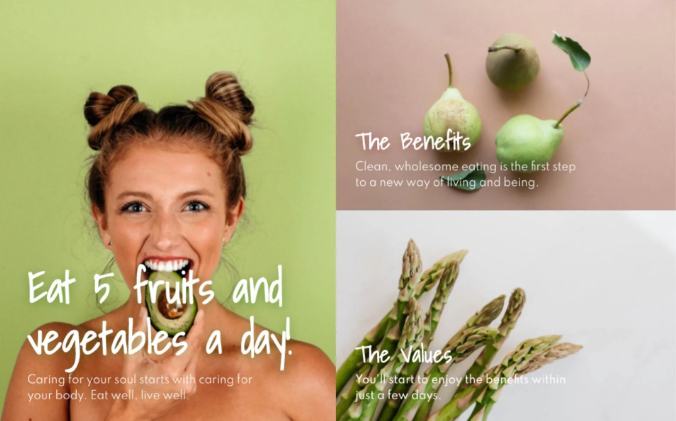 Eat 5 fruits and
vegetables a day!
Caring for your soul starts with caring for
your body. Eat well, live well.
The Benefits
Clean, wholesome eating is the first step
to a new way of living and being.
The Values
You'll start to enjoy the benefits within
just a few days.